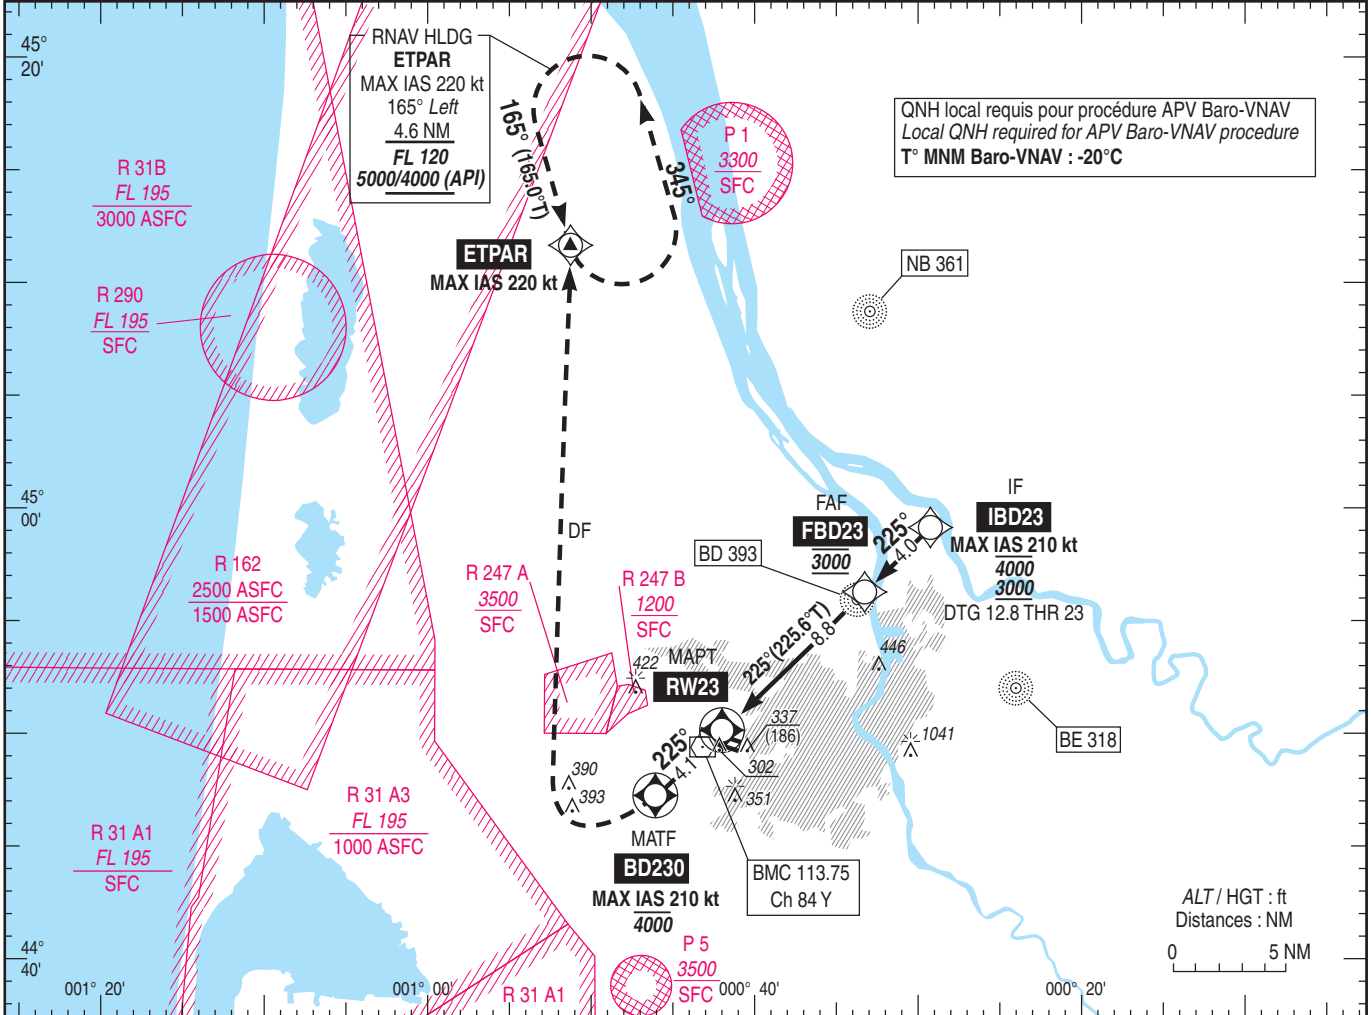 45°
20'
RNAV HLDG
ETPAR
MAX IAS 220 kt
165° Left
4.6 NM
FL 120
5000/4000 (API)
165° (165.0°T)
345°
P 1
3300
SFC
QNH local requis pour procédure APV Baro-VNAV
Local QNH required for APV Baro-VNAV procedure
T° MNM Baro-VNAV : -20°C
R 31B
FL 195
3000 ASFC
ETPAR
MAX IAS 220 kt
NB 361
R 290
FL 195
SFC
45°
00'
DF
FAF
FBD23
3000
IF
IBD23
MAX IAS 210 kt
4000
3000
DTG 12.8 THR 23
225°
4.0
BD 393
R 162
2500 ASFC
1500 ASFC
R 247 A
3500
SFC
R 247 B
1200
SFC
225°(225.6°T)
8.8
446
422
MAPT
RW23
337
(186)
302
351
1041
BE 318
225°
4.1
390
393
MATF
BD230
MAX IAS 210 kt
4000
BMC 113.75
Ch 84 Y
R 31 A3
FL 195
1000 ASFC
R 31 A1
FL 195
SFC
ALT / HGT : ft
Distances : NM
0 5 NM
44°
40'
P 5
3500
SFC
R 31 A1
001° 20'
001° 00'
000° 40'
000° 20'